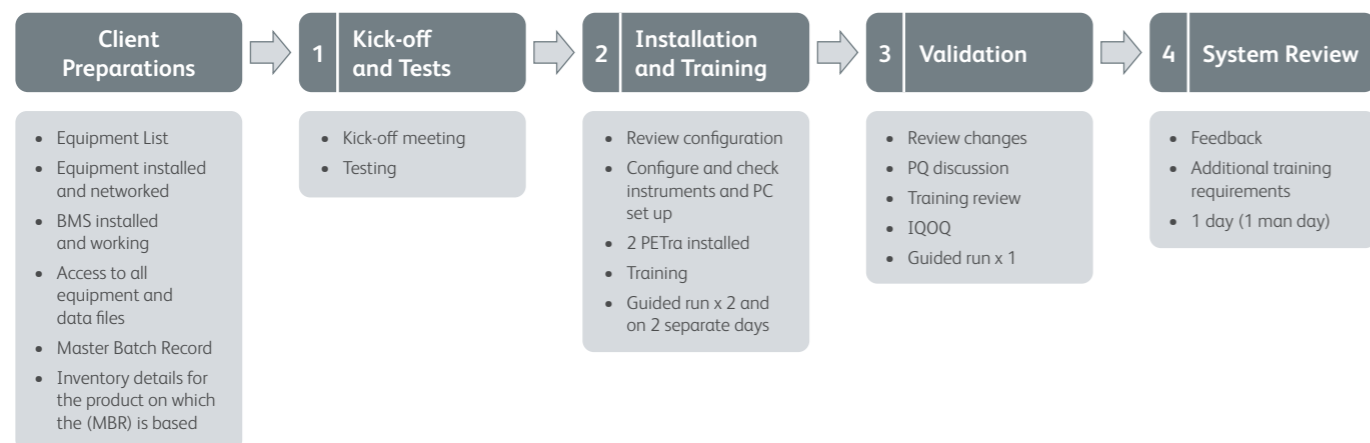 Client
Preparations
1
Kick-off
and Tests
2
Installation
and Training
3
Validation
4
System Review
• Equipment List
• Equipment installed
and networked
• BMS installed
and working
• Access to all
equipment and
data files
• Master Batch Record
• Inventory details for
the product on which
the (MBR) is based
• Kick-off meeting
• Testing
• Review configuration
• Configure and check
instruments and PC
set up
• 2 PETra installed
• Training
• Guided run x 2 and
on 2 separate days
• Review changes
• PQ discussion
• Training review
• IQOQ
• Guided run x 1
• Feedback
• Additional training
requirements
• 1 day (1 man day)